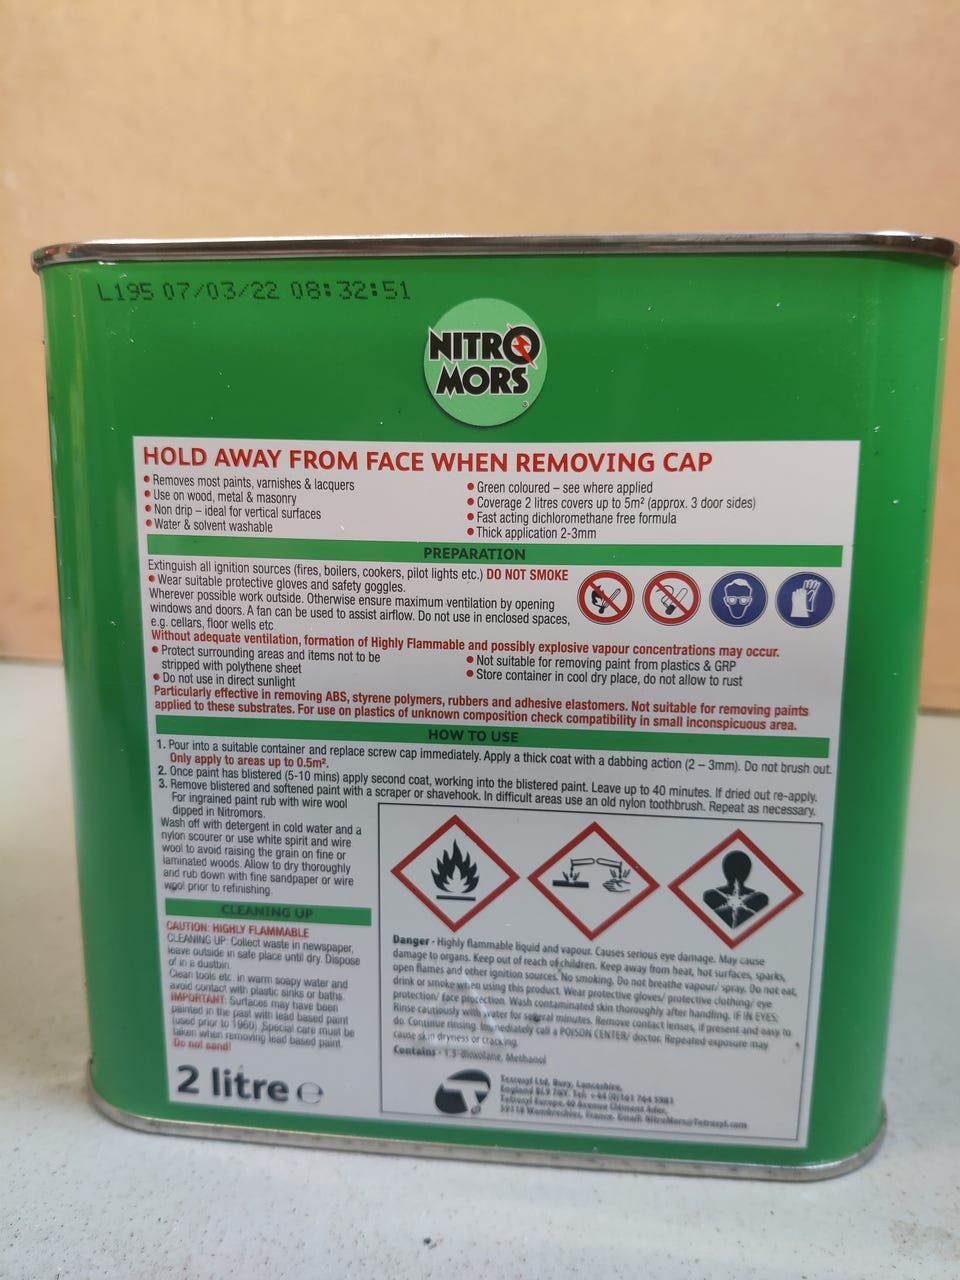 L195 07/03/22 08:32:51
NITRO
MORS
HOLD AWAY FROM FACE WHEN REMOVING CAP
• Removes most paints, varnishes & lacquers
• Use on wood, metal & masonry
• Non drip – ideal for vertical surfaces
• Water & solvent washable
• Green coloured – see where applied
• Coverage 2 litres covers up to 5m² (approx. 3 door sides)
• Fast acting dichloromethane free formula
• Thick application 2-3mm
PREPARATION
Extinguish all ignition sources (fires, boilers, cookers, pilot lights etc.) DO NOT SMOKE
• Wear suitable protective gloves and safety goggles.
Wherever possible work outside. Otherwise ensure maximum ventilation by opening
windows and doors. A fan can be used to assist airflow. Do not use in enclosed spaces,
e.g. cellars, floor wells etc
Without adequate ventilation, formation of Highly Flammable and possibly explosive vapour concentrations may occur.
• Protect surrounding areas and items not to be
stripped with polythene sheet
• Do not use in direct sunlight
• Not suitable for removing paint from plastics & GRP
• Store container in cool dry place, do not allow to rust
Particularly effective in removing ABS, styrene polymers, rubbers and adhesive elastomers. Not suitable for removing paints
applied to these substrates. For use on plastics of unknown composition check compatibility in small inconspicuous area.
HOW TO USE
1. Pour into a suitable container and replace screw cap immediately. Apply a thick coat with a dabbing action (2 – 3mm). Do not brush out.
Only apply to areas up to 0.5m².
2. Once paint has blistered (5-10 mins) apply second coat, working into the blistered paint. Leave up to 40 minutes. If dried out re-apply.
3. Remove blistered and softened paint with a scraper or shavehook. In difficult areas use an old nylon toothbrush. Repeat as necessary.
For ingrained paint rub with wire wool
dipped in Nitromors.
Wash off with detergent in cold water and a
nylon scourer or use white spirit and wire
wool to avoid raising the grain on fine or
laminated woods. Allow to dry thoroughly
and rub down with fine sandpaper or wire
wool prior to refinishing.
CLEANING UP
CAUTION: HIGHLY FLAMMABLE
CLEANING UP: Collect waste in newspaper,
leave outside in safe place until dry. Dispose
of in a dustbin.
Clean tools etc. in warm soapy water and
avoid contact with plastic sinks or baths.
IMPORTANT: Surfaces may have been
painted in the past with lead based paint
(used prior to 1960). Special care must be
taken when removing lead based paint.
Do not sand!
2 litre ℮
Danger - Highly flammable liquid and vapour. Causes serious eye damage. May cause
damage to organs. Keep out of reach of children. Keep away from heat, hot surfaces, sparks,
open flames and other ignition sources. No smoking. Do not breathe vapour/ spray. Do not eat,
drink or smoke when using this product. Wear protective gloves/ protective clothing/ eye
protection/ face protection. Wash contaminated skin thoroughly after handling. IF IN EYES:
Rinse cautiously with water for several minutes. Remove contact lenses, if present and easy to
do. Continue rinsing. Immediately call a POISON CENTER/ doctor. Repeated exposure may
cause skin dryness or cracking.
Contains - 1,3-dioxolane, Methanol
Tetrosyl Ltd, Bury, Lancashire,
England BL9 7NY. Tel: +44 (0)161 764 5981
Tetrosyl Europe, 40 Avenue Clément Ader,
59118 Wambrechies, France. Email: NitroMors@Tetrosyl.com